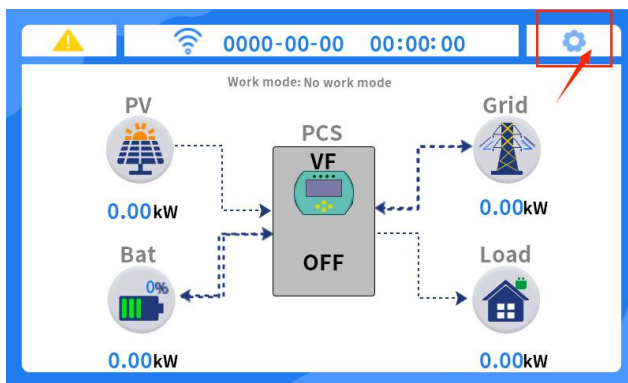 0000-00-00 00:00:00
Work mode: No work mode
PV
Grid
PCS
VF
0.00kW
0.00kW
Bat
OFF
Load
0%
0.00kW
0.00kW